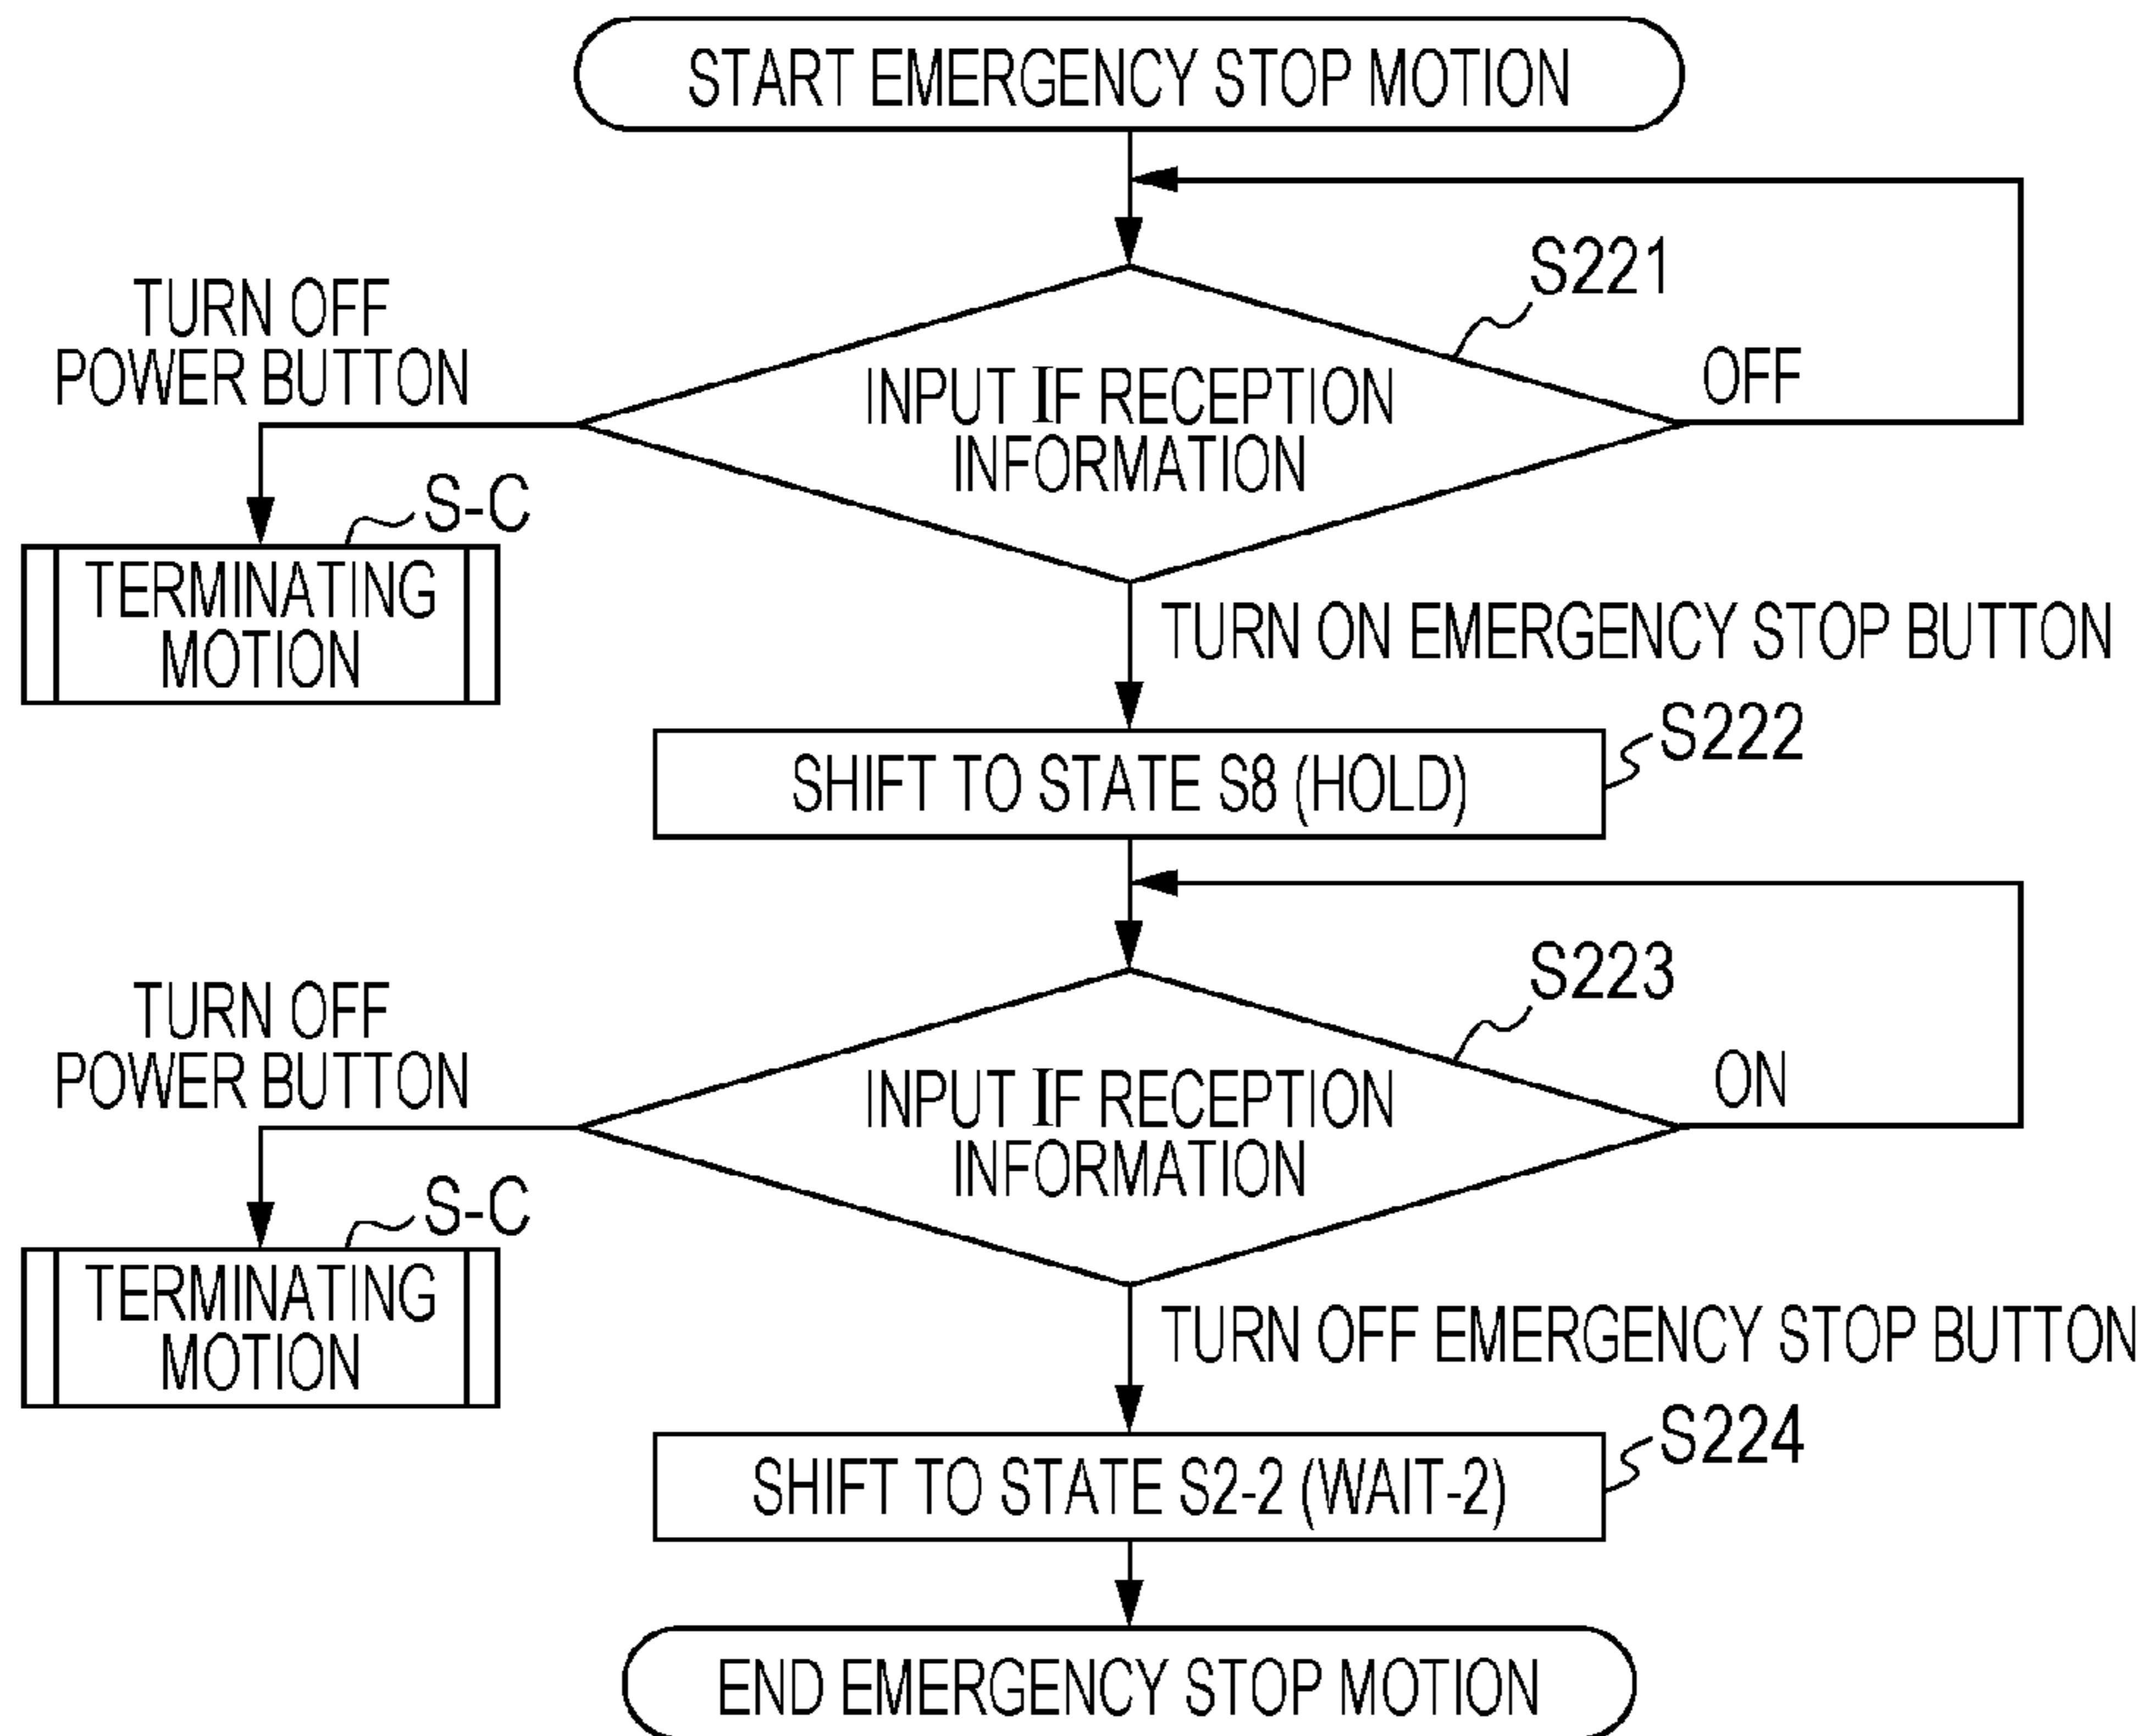 START EMERGENCY STOP MOTION
S221
TURN OFF
POWER BUTTON
OFF
INPUT IF RECEPTION
INFORMATION
S-C
TERMINATING
MOTION
TURN ON EMERGENCY STOP BUTTON
S222
SHIFT TO STATE S8 (HOLD)
S223
TURN OFF
POWER BUTTON
ON
INPUT IF RECEPTION
INFORMATION
S-C
TERMINATING
MOTION
TURN OFF EMERGENCY STOP BUTTON
S224
SHIFT TO STATE S2-2 (WAIT-2)
END EMERGENCY STOP MOTION